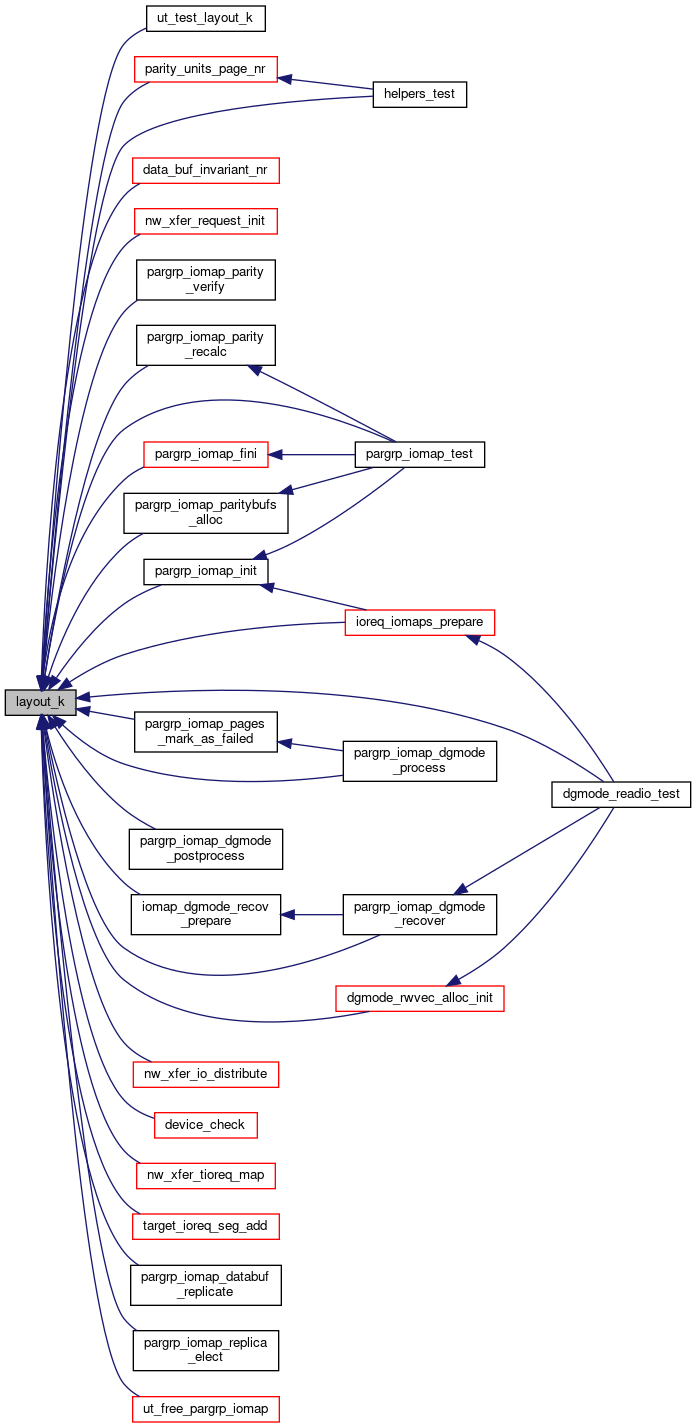 ut_test_layout_k
parity_units_page_nr
helpers_test
data_buf_invariant_nr
nw_xfer_request_init
pargrp_iomap_parity
_verify
pargrp_iomap_parity
_recalc
pargrp_iomap_fini
pargrp_iomap_test
pargrp_iomap_paritybufs
_alloc
pargrp_iomap_init
ioreq_iomaps_prepare
layout_k
pargrp_iomap_pages
_mark_as_failed
pargrp_iomap_dgmode
_process
dgmode_readio_test
pargrp_iomap_dgmode
_postprocess
iomap_dgmode_recov
_prepare
pargrp_iomap_dgmode
_recover
dgmode_rwvec_alloc_init
nw_xfer_io_distribute
device_check
nw_xfer_tioreq_map
target_ioreq_seg_add
pargrp_iomap_databuf
_replicate
pargrp_iomap_replica
_elect
ut_free_pargrp_iomap